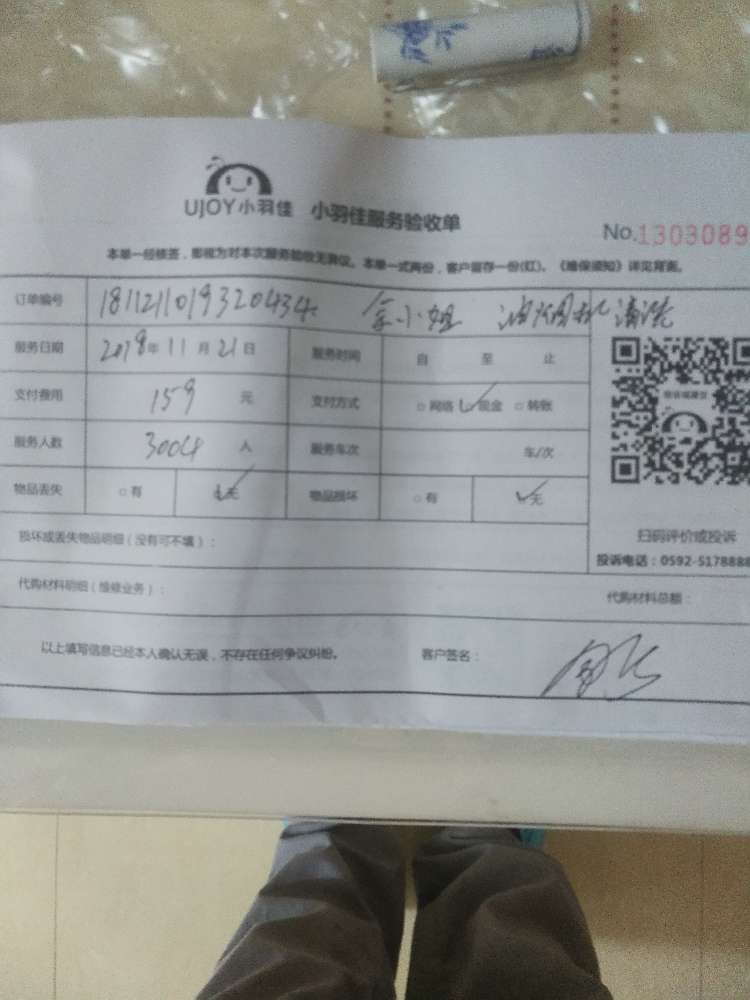 UJOY小羽佳 小羽佳服务验收单
No.1303089
本单一经核签，即视为对本次服务验收无异议。本单一式两份，客户留存一份(红)。《维保须知》详见背面。
订单编号 1811211019320434 小姐 油烟机清洗
服务日期 2018年11月21日 服务时间 自 至 止
支付费用 159 元 支付方式 □网络 ✓现金 □转账
服务人数 3004 人 服务车次 车/次
物品丢失 □有 ✓无 物品损坏 □有 ✓无
损坏或丢失物品明细（没有可不填）：
扫码评价或投诉
投诉电话：0592-5178888
代购材料明细（维修业务）： 代购材料总额：
以上填写信息已经本人确认无误，不存在任何争议纠纷。 客户签名：